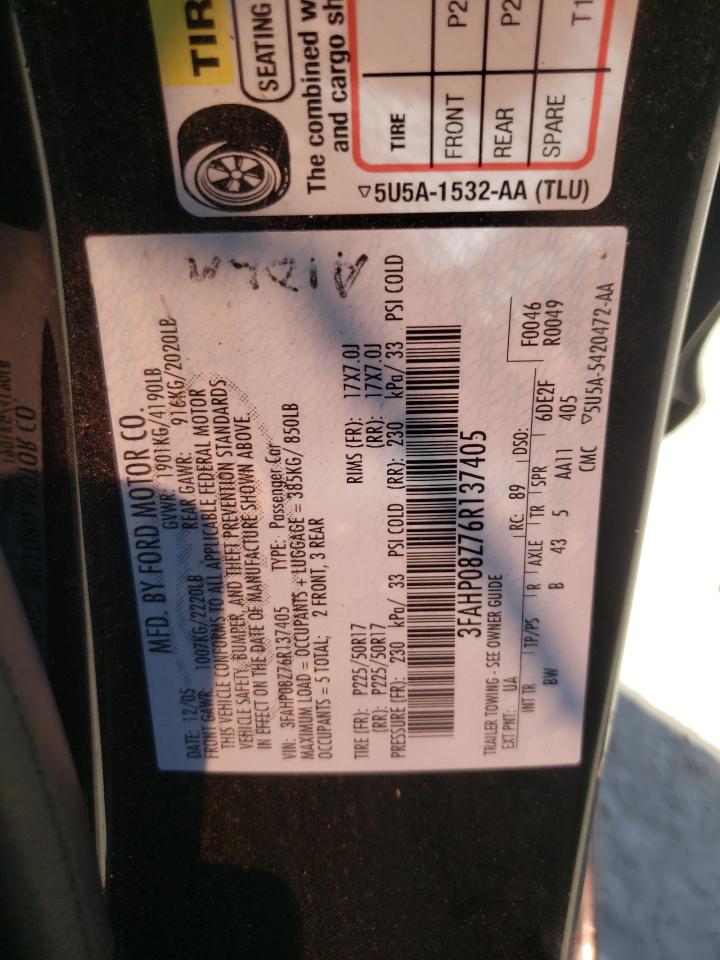 TIR
SEATING
The combined w
and cargo sh
TIRE
FRONT P2
REAR P2
SPARE T1
5U5A-1532-AA (TLU)
MFD. BY FORD MOTOR CO.
DATE: 12/05 GVWR: 1901KG/4190LB
FRONT GAWR: 1007KG/2220LB REAR GAWR: 916KG/2020LB
THIS VEHICLE CONFORMS TO ALL APPLICABLE FEDERAL MOTOR
VEHICLE SAFETY, BUMPER, AND THEFT PREVENTION STANDARDS
IN EFFECT ON THE DATE OF MANUFACTURE SHOWN ABOVE.
VIN: 3FAHP08Z76R137405 TYPE: Passenger Car
MAXIMUM LOAD = OCCUPANTS + LUGGAGE = 385KG/ 850LB
OCCUPANTS = 5 TOTAL; 2 FRONT, 3 REAR
TIRE (FR): P225/50R17 RIMS (FR): 17X7.0J
(RR): P225/50R17 (RR): 17X7.0J
PRESSURE (FR): 230 kPa/ 33 PSI COLD (RR): 230 kPa/ 33 PSI COLD
3FAHP08Z76R137405
TRAILER TOWING - SEE OWNER GUIDE F0046
EXT PNT: UA RC: 89 DSO: R0049
INT TR TP/PS R AXLE TR SPR 6DE2F
BW B 43 5 AA11 405
CMC 5U5A-5420472-AA